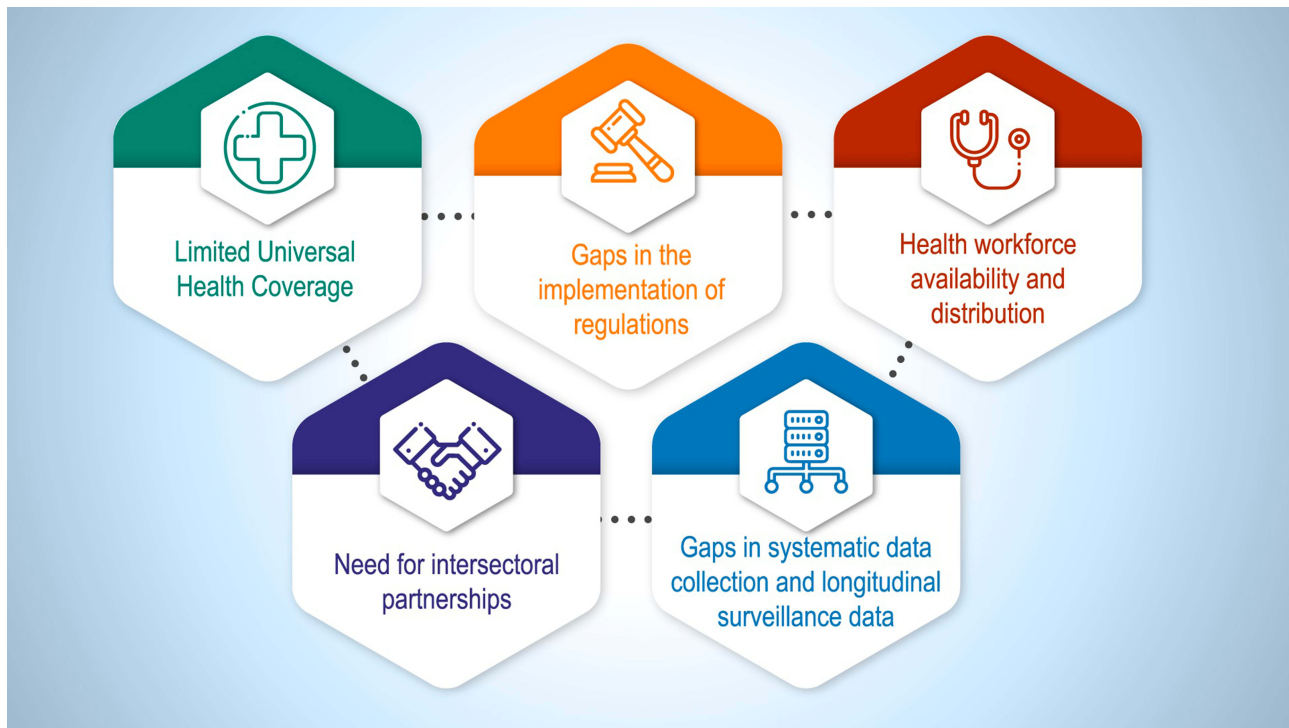 Limited Universal
Health Coverage
Gaps in the
implementation of
regulations
Health workforce
availability and
distribution
Need for intersectoral
partnerships
Gaps in systematic data
collection and longitudinal
surveillance data